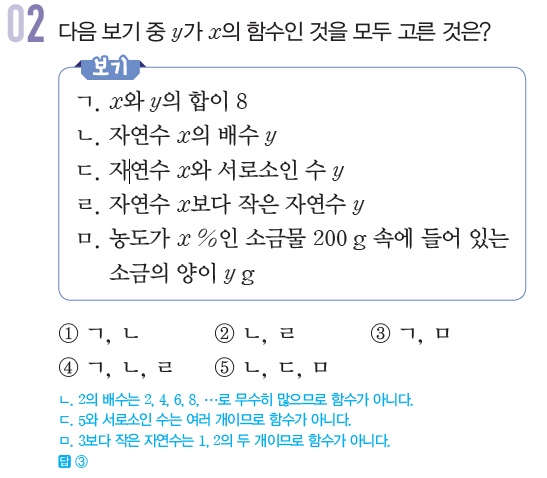 02 다음 보기 중 y가 x의 함수인 것을 모두 고른 것은?
보기
ㄱ. x와 y의 합이 8
ㄴ. 자연수 x의 배수 y
ㄷ. 자연수 x와 서로소인 수 y
ㄹ. 자연수 x보다 작은 자연수 y
ㅁ. 농도가 x %인 소금물 200 g 속에 들어 있는
소금의 양이 y g
① ㄱ, ㄴ ② ㄴ, ㄹ ③ ㄱ, ㅁ
④ ㄱ, ㄴ, ㄹ ⑤ ㄴ, ㄷ, ㅁ
ㄴ. 2의 배수는 2, 4, 6, 8, …로 무수히 많으므로 함수가 아니다.
ㄷ. 5와 서로소인 수는 여러 개이므로 함수가 아니다.
ㅁ. 3보다 작은 자연수는 1, 2의 두 개이므로 함수가 아니다.
답 ③